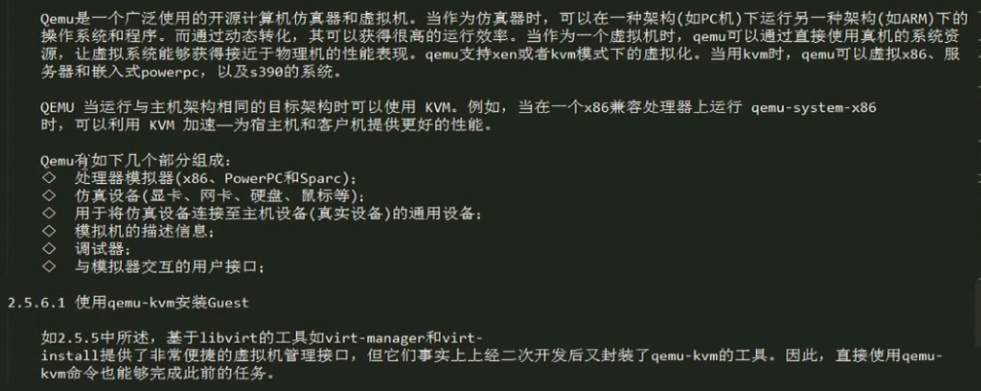 Qemu是一个广泛使用的开源计算机仿真器和虚拟机。当作为仿真器时，可以在一种架构(如PC机)下运行另一种架构(如ARM)下的
操作系统和程序。而通过动态转化，其可以获得很高的运行效率。当作为一个虚拟机时，qemu可以通过直接使用真机的系统资
源，让虚拟系统能够获得接近于物理机的性能表现。qemu支持xen或者kvm模式下的虚拟化。当用kvm时，qemu可以虚拟x86、服
务器和嵌入式powerpc，以及s390的系统。
QEMU 当运行与主机架构相同的目标架构时可以使用 KVM。例如，当在一个x86兼容处理器上运行 qemu-system-x86
时，可以利用 KVM 加速——为宿主机和客户机提供更好的性能。
Qemu有如下几个部分组成：
◇ 处理器模拟器(x86、PowerPC和Sparc)；
◇ 仿真设备(显卡、网卡、硬盘、鼠标等)；
◇ 用于将仿真设备连接至主机设备(真实设备)的通用设备；
◇ 模拟机的描述信息；
◇ 调试器；
◇ 与模拟器交互的用户接口；
2.5.6.1 使用qemu-kvm安装Guest
如2.5.5中所述，基于libvirt的工具如virt-manager和virt-
install提供了非常便捷的虚拟机管理接口，但它们事实上上经二次开发后又封装了qemu-kvm的工具。因此，直接使用qemu-
kvm命令也能够完成此前的任务。